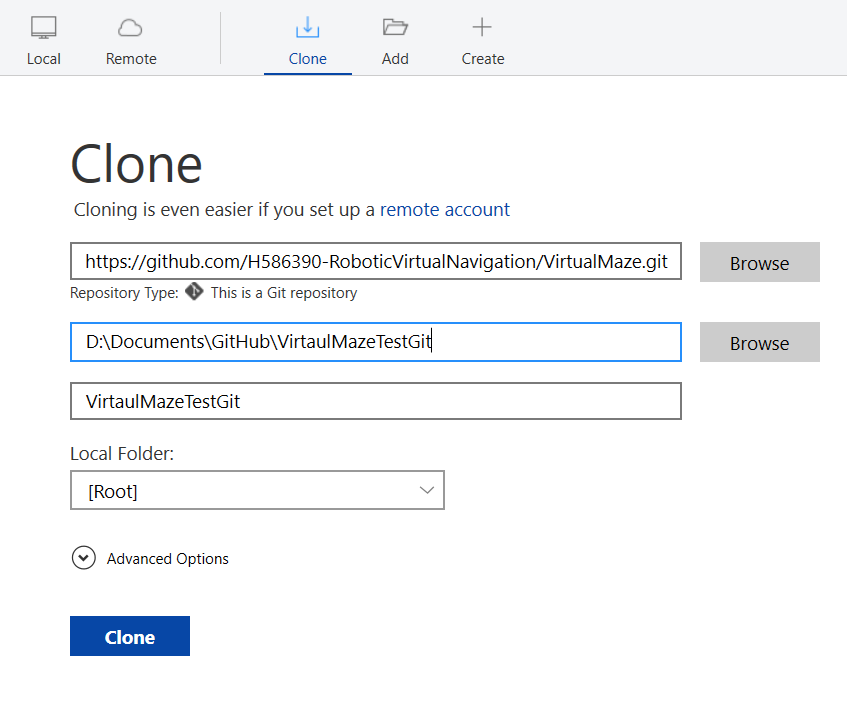 Local Remote Clone Add Create
Clone
Cloning is even easier if you set up a remote account
https://github.com/H586390-RoboticVirtualNavigation/VirtualMaze.git Browse
Repository Type: This is a Git repository
D:\Documents\GitHub\VirtaulMazeTestGit Browse
VirtaulMazeTestGit
Local Folder:
[Root]
Advanced Options
Clone